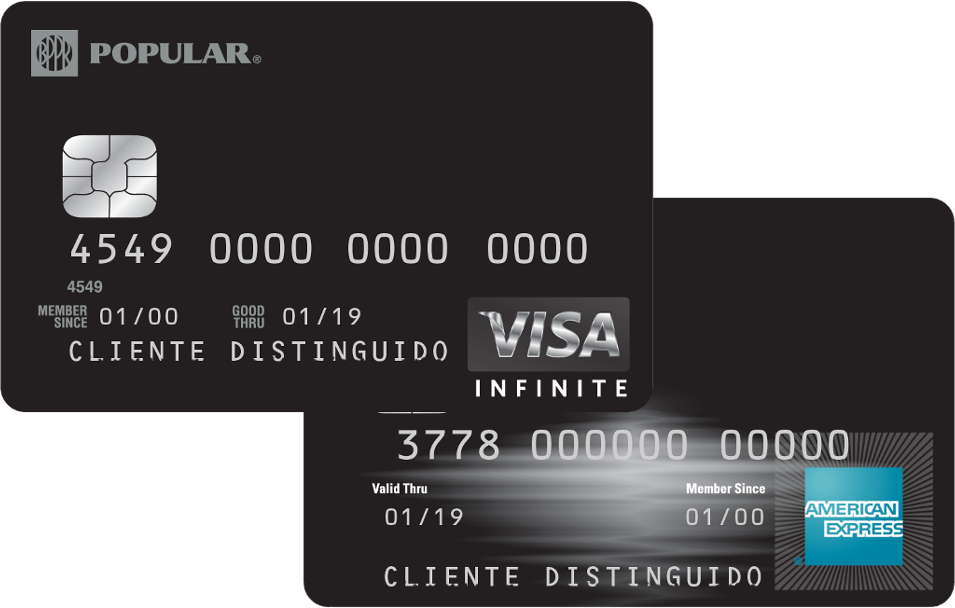 BPPR POPULAR®
4549 0000 0000 0000
4549
MEMBER SINCE 01/00 GOOD THRU 01/19
CLIENTE DISTINGUIDO
VISA
INFINITE
3778 000000 00000
Valid Thru Member Since
01/19 01/00
AMERICAN EXPRESS
CLIENTE DISTINGUIDO